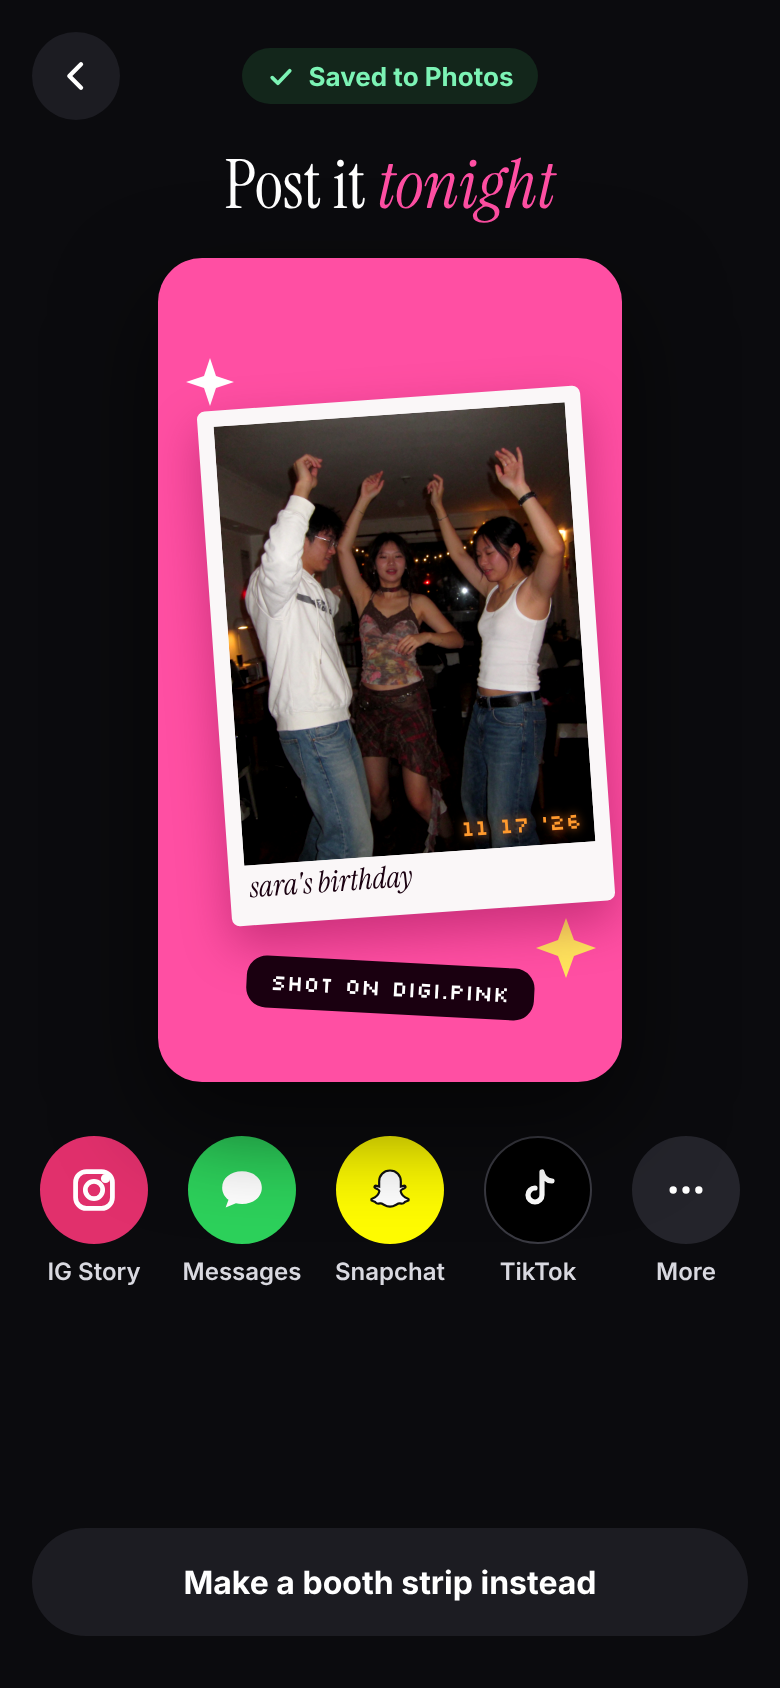 Saved to Photos
Post it tonight
11 17 '26
sara's birthday
SHOT ON DIGI.PINK
IG Story
Messages
Snapchat
TikTok
More
Make a booth strip instead